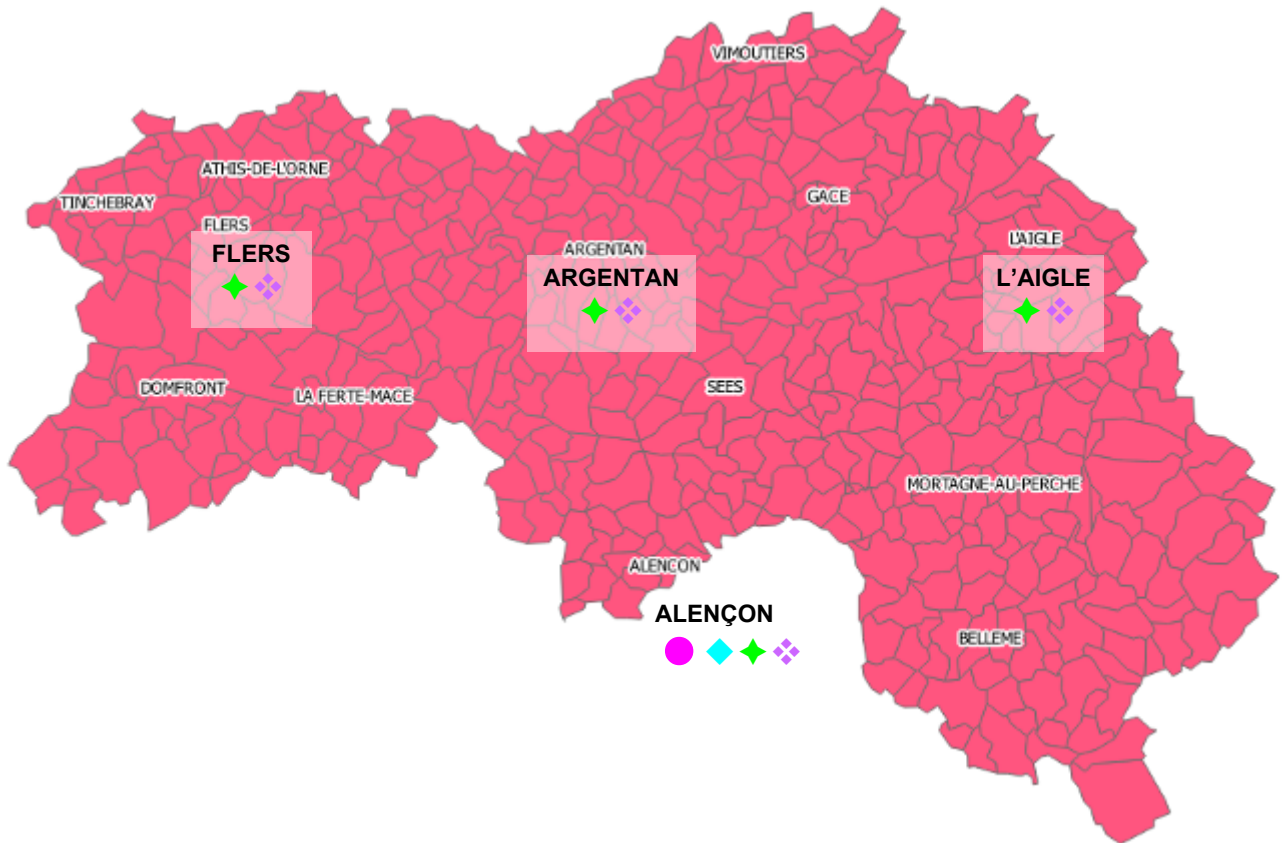 VIMOUTIERS
ATHIS-DE-L'ORNE
TINCHEBRAY
GACE
FLERS
FLERS
ARGENTAN
ARGENTAN
L'AIGLE
L’AIGLE
DOMFRONT
LA FERTE-MACE
SEES
MORTAGNE-AU-PERCHE
ALENCON
ALENÇON
BELLEME